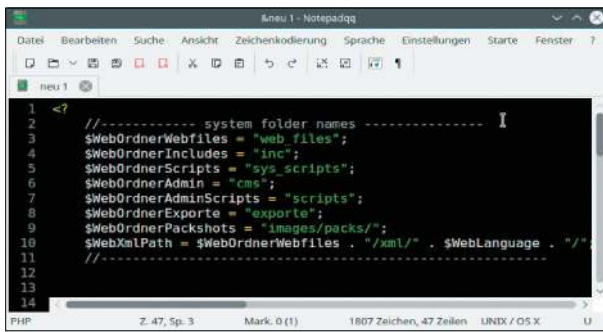 &neu 1 - Notepadqq
Datei Bearbeiten Suche Ansicht Zeichenkodierung Sprache Einstellungen Starte Fenster ?
neu 1
1 <?
2 //------------ system folder names ---------------
3 $WebOrdnerWebfiles = "web_files";
4 $WebOrdnerIncludes = "inc";
5 $WebOrdnerScripts = "sys_scripts";
6 $WebOrdnerAdmin = "cms";
7 $WebOrdnerAdminScripts = "scripts";
8 $WebOrdnerExporte = "exporte";
9 $WebOrdnerPackshots = "images/packs/";
10 $WebXmlPath = $WebOrdnerWebfiles . "/xml/" . $WebLanguage . "/";
11 //---------------------------------------------------------
12
13
14
PHP Z. 47, Sp. 3 Mark. 0 (1) 1807 Zeichen, 47 Zeilen UNIX / OS X U